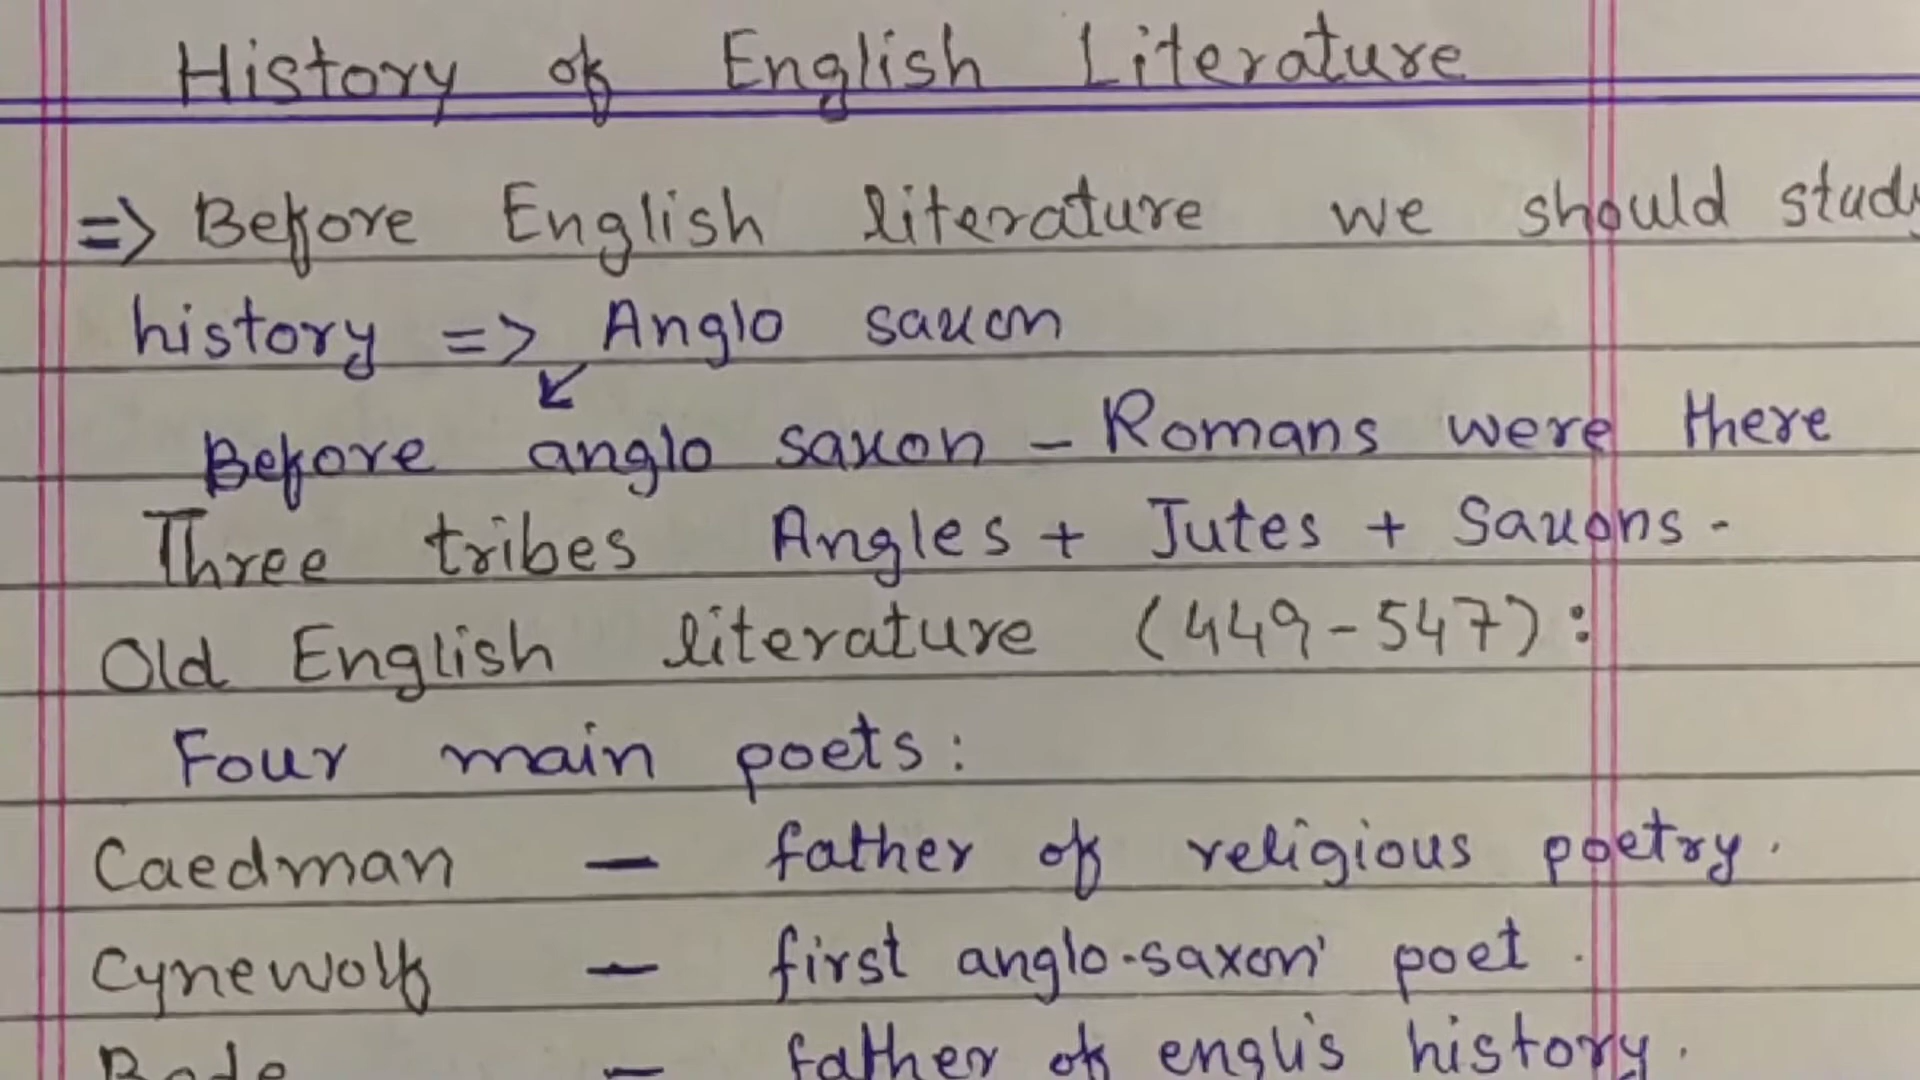 History of English Literature
=> Before English literature we should study
history => Anglo saxon
Before anglo saxon - Romans were there
Three tribes Angles + Jutes + Saxons -
Old English literature (449-547):
Four main poets:
Caedman - father of religious poetry.
Cynewolf - first anglo-saxon poet.
Bede - father of englis history.